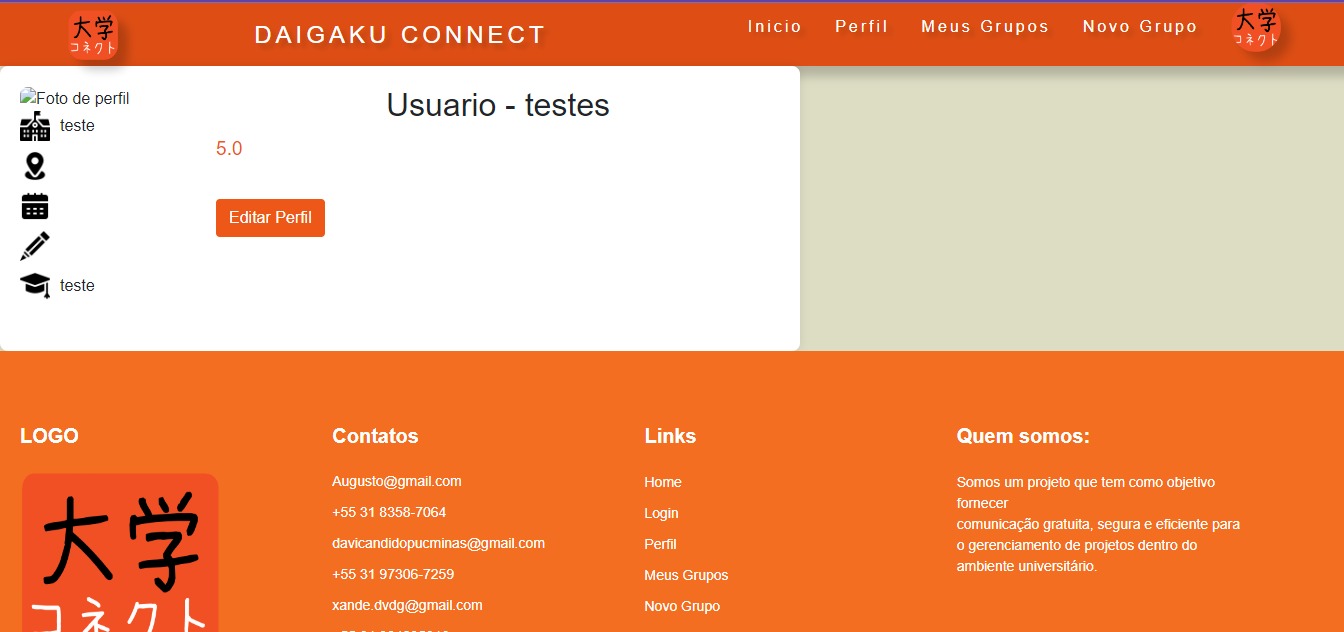 大学
コネクト
DAIGAKU CONNECT
Inicio
Perfil
Meus Grupos
Novo Grupo
大学
コネクト
Foto de perfil
Usuario - testes
teste
5.0
Editar Perfil
teste
LOGO
大学
コネクト
Contatos
Augusto@gmail.com
+55 31 8358-7064
davicandidopucminas@gmail.com
+55 31 97306-7259
xande.dvdg@gmail.com
Links
Home
Login
Perfil
Meus Grupos
Novo Grupo
Quem somos:
Somos um projeto que tem como objetivo
fornecer
comunicação gratuita, segura e eficiente para
o gerenciamento de projetos dentro do
ambiente universitário.